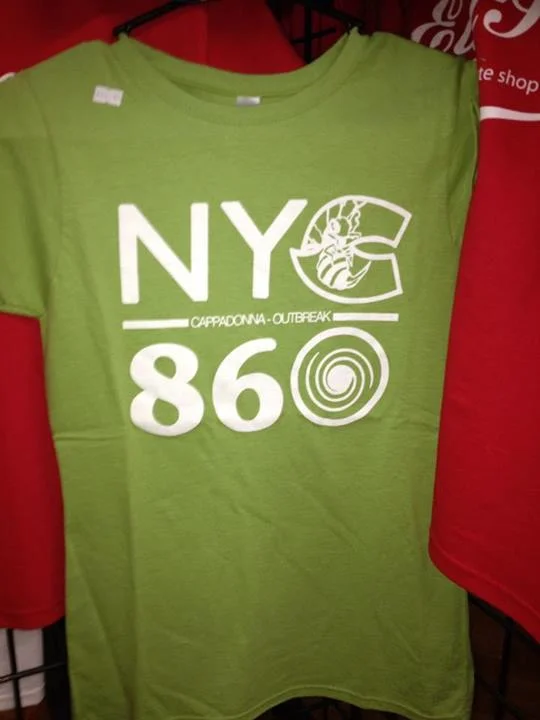 NYC
CAPPADONNA - OUTBREAK
860
te shop